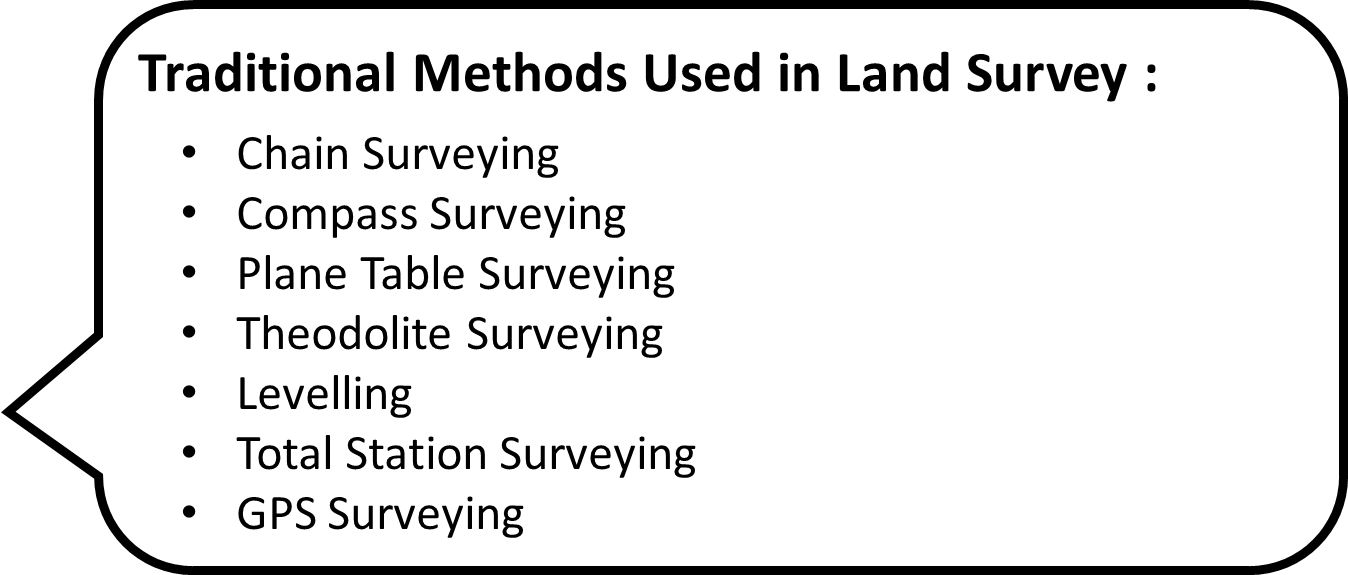 Traditional Methods Used in Land Survey :
• Chain Surveying
• Compass Surveying
• Plane Table Surveying
• Theodolite Surveying
• Levelling
• Total Station Surveying
• GPS Surveying